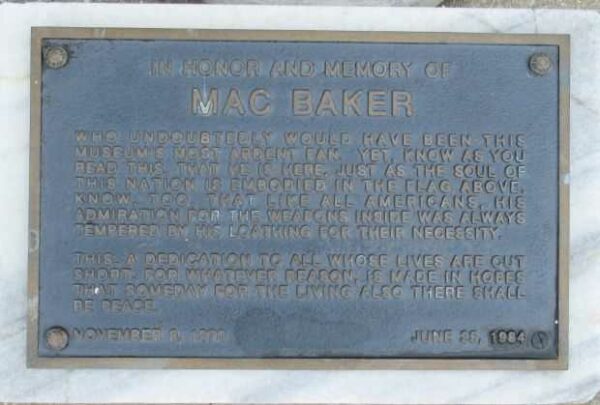 IN HONOR AND MEMORY OF
MAC BAKER
WHO UNDOUBTEDLY WOULD HAVE BEEN THIS
MUSEUM'S MOST ARDENT FAN. YET, KNOW AS YOU
READ THIS, THAT HE IS HERE, JUST AS THE SOUL OF
THIS NATION IS EMBODIED IN THE FLAG ABOVE.
KNOW, TOO, THAT LIKE ALL AMERICANS, HIS
ADMIRATION FOR THE WEAPONS INSIDE WAS ALWAYS
TEMPERED BY HIS LOATHING FOR THEIR NECESSITY.
THIS, A DEDICATION TO ALL WHOSE LIVES ARE CUT
SHORT, FOR WHATEVER REASON, IS MADE IN HOPES
THAT SOMEDAY FOR THE LIVING ALSO THERE SHALL
BE PEACE.
NOVEMBER
JUNE 1984